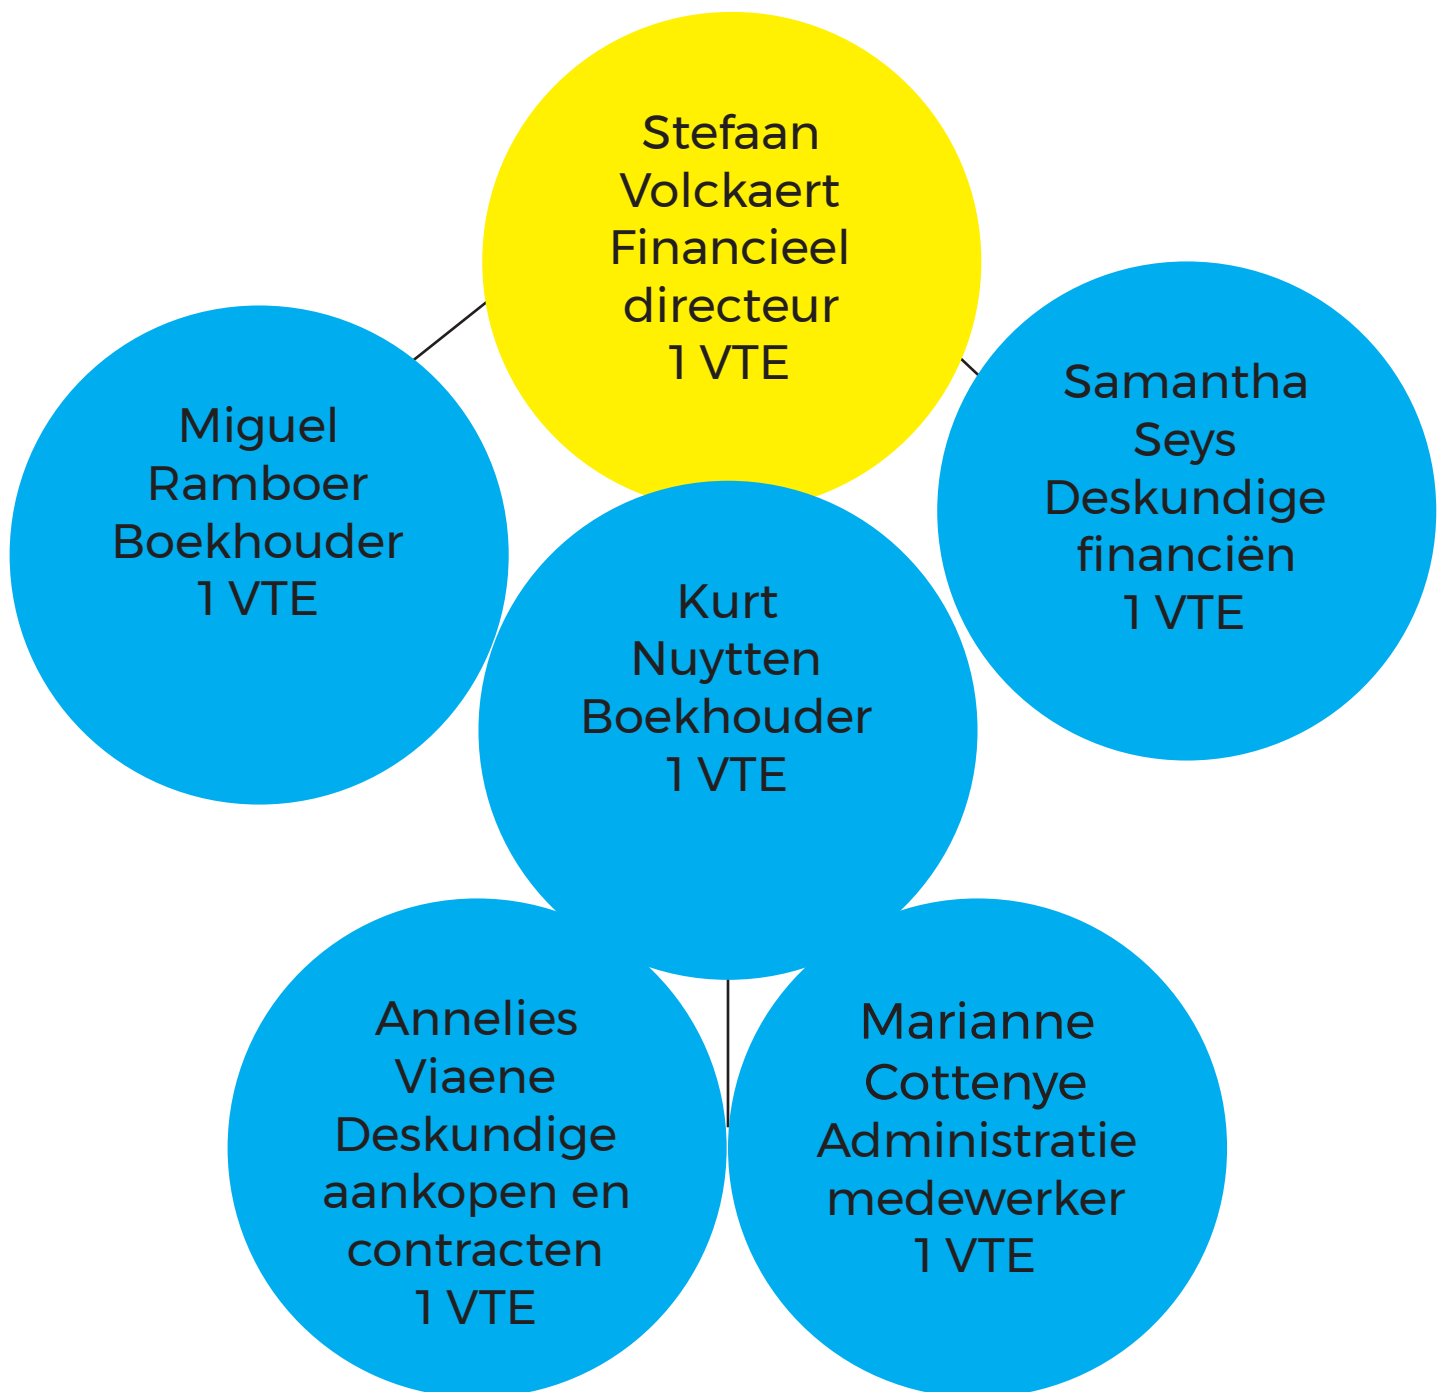 Stefaan
Volckaert
Financieel
directeur
1 VTE
Miguel
Ramboer
Boekhouder
1 VTE
Samantha
Seys
Deskundige
financiën
1 VTE
Kurt
Nuytten
Boekhouder
1 VTE
Annelies
Viaene
Deskundige
aankopen en
contracten
1 VTE
Marianne
Cottenye
Administratie
medewerker
1 VTE